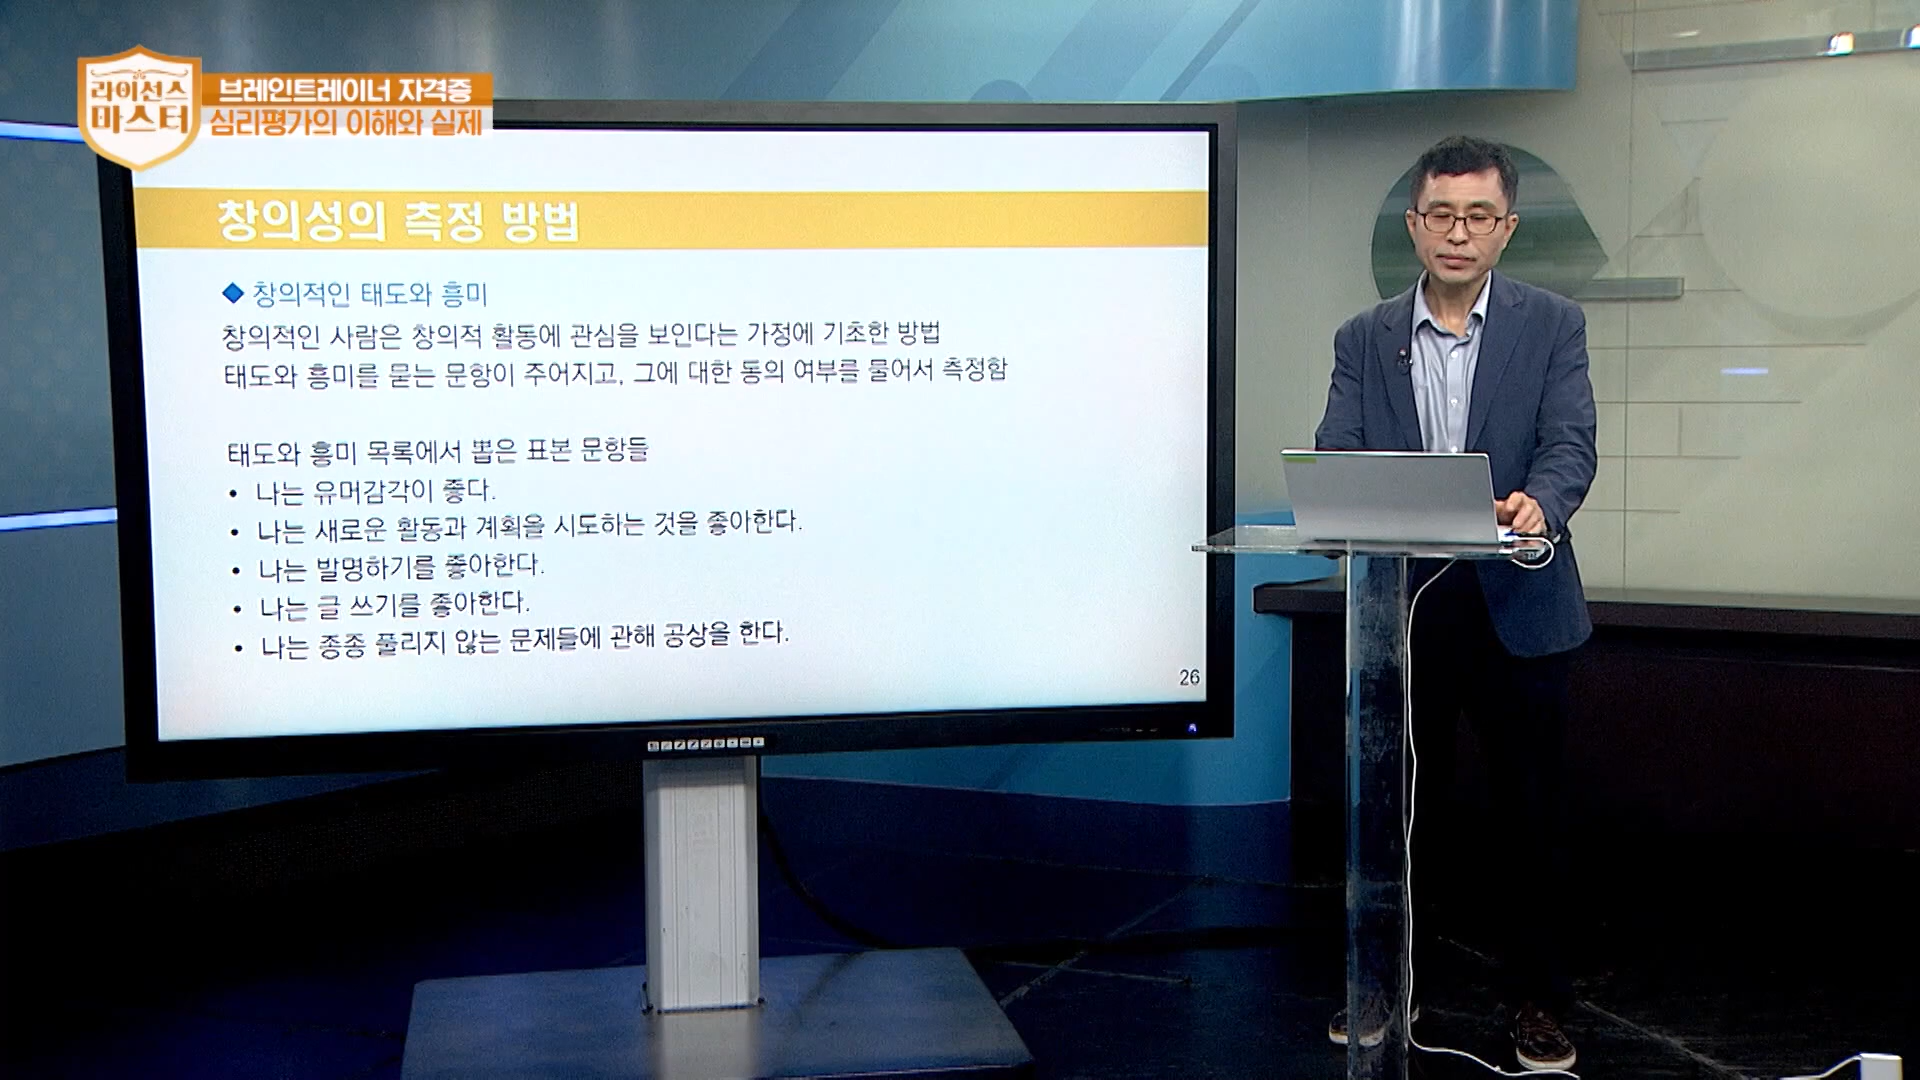 라이선스
마스터
브레인트레이너 자격증
심리평가의 이해와 실제
창의성의 측정 방법
◆ 창의적인 태도와 흥미
창의적인 사람은 창의적 활동에 관심을 보인다는 가정에 기초한 방법
태도와 흥미를 묻는 문항이 주어지고, 그에 대한 동의 여부를 물어서 측정함
태도와 흥미 목록에서 뽑은 표본 문항들
• 나는 유머감각이 좋다.
• 나는 새로운 활동과 계획을 시도하는 것을 좋아한다.
• 나는 발명하기를 좋아한다.
• 나는 글 쓰기를 좋아한다.
• 나는 종종 풀리지 않는 문제들에 관해 공상을 한다.
26